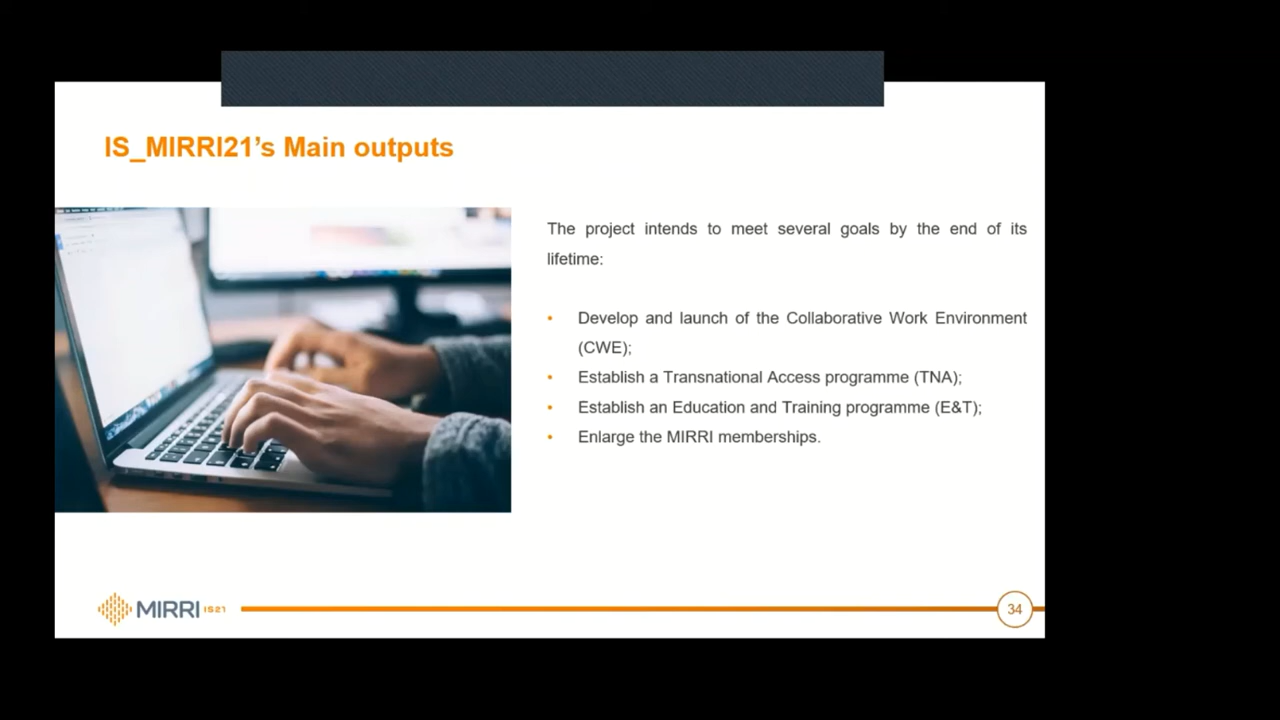 IS_MIRRI21’s Main outputs
The project intends to meet several goals by the end of its
lifetime:
• Develop and launch of the Collaborative Work Environment
(CWE);
• Establish a Transnational Access programme (TNA);
• Establish an Education and Training programme (E&T);
• Enlarge the MIRRI memberships.
MIRRI IS21
34